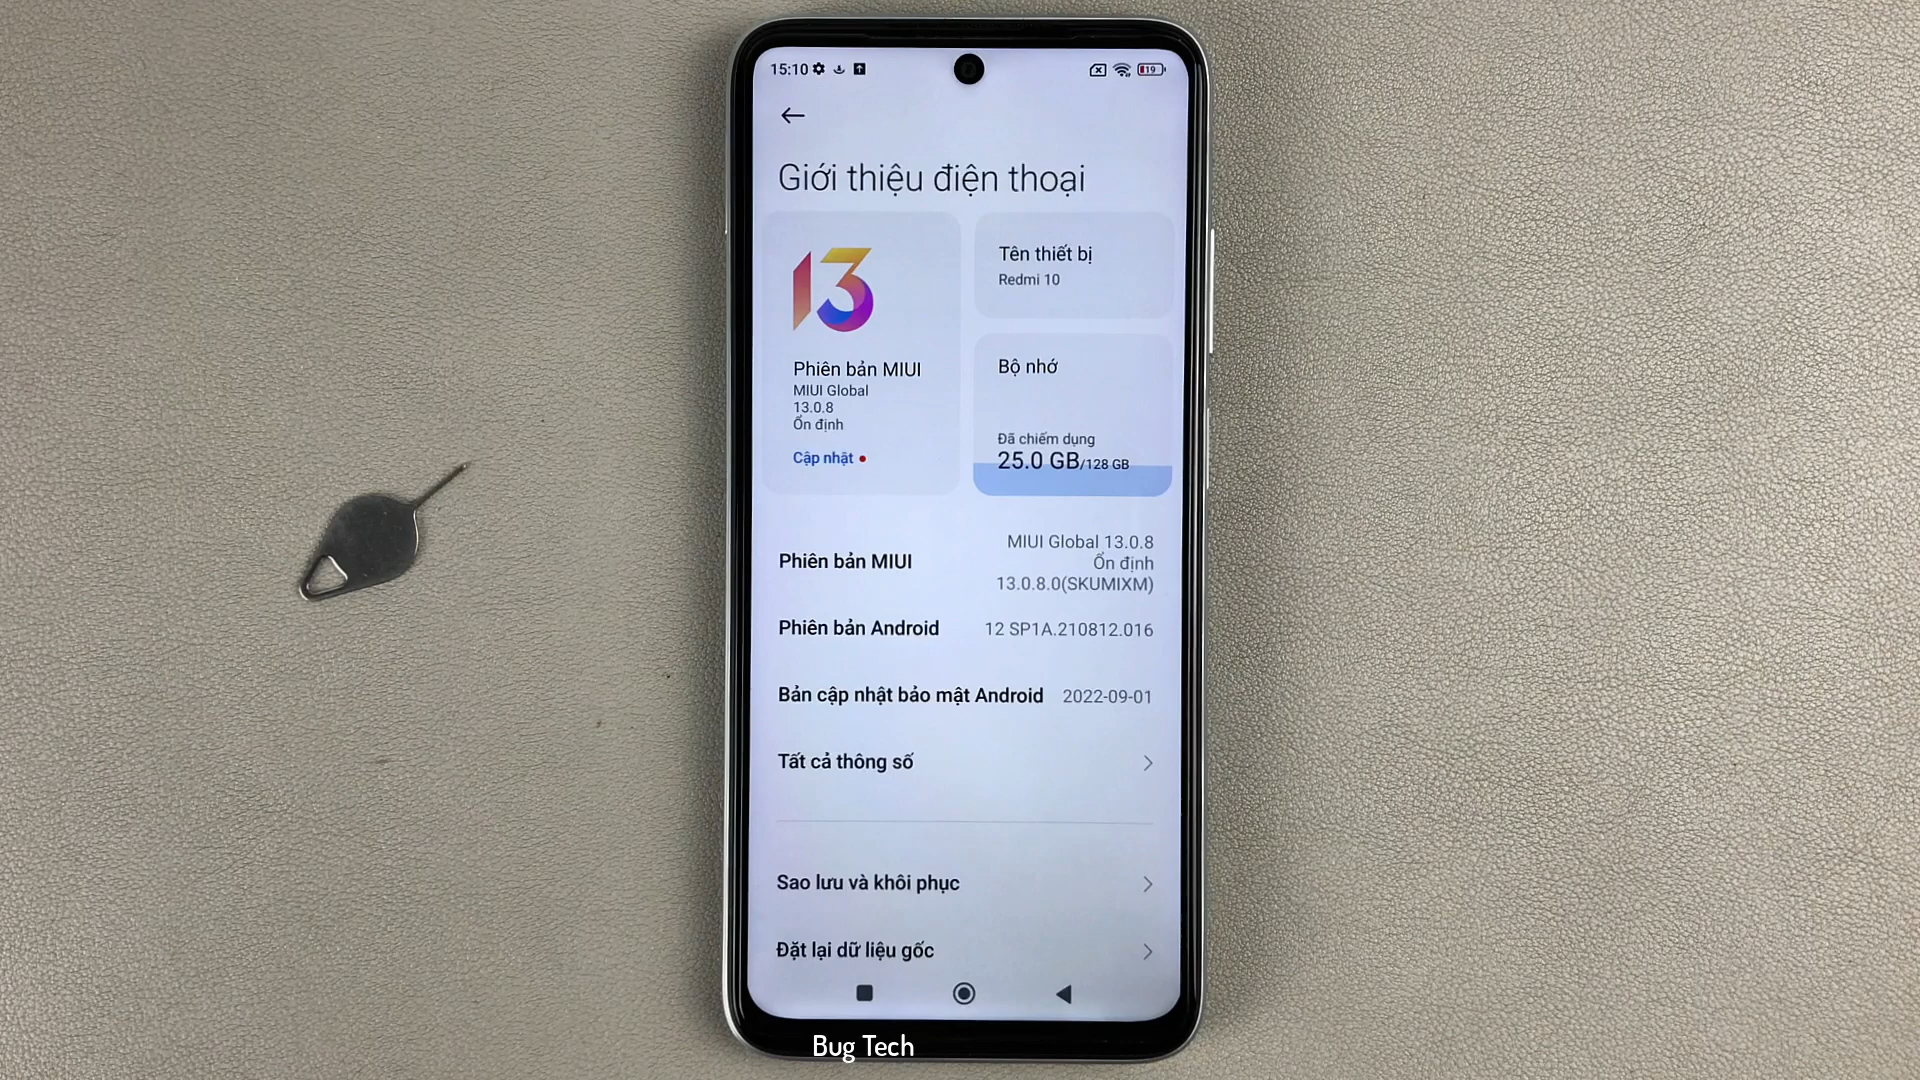 15:10
19
Giới thiệu điện thoại
13
Phiên bản MIUI
MIUI Global
13.0.8
Ổn định
Cập nhật
Tên thiết bị
Redmi 10
Bộ nhớ
Đã chiếm dụng
25.0 GB/128 GB
Phiên bản MIUI
MIUI Global 13.0.8
Ổn định
13.0.8.0(SKUMIXM)
Phiên bản Android
12 SP1A.210812.016
Bản cập nhật bảo mật Android
2022-09-01
Tất cả thông số
Sao lưu và khôi phục
Đặt lại dữ liệu gốc
Bug Tech